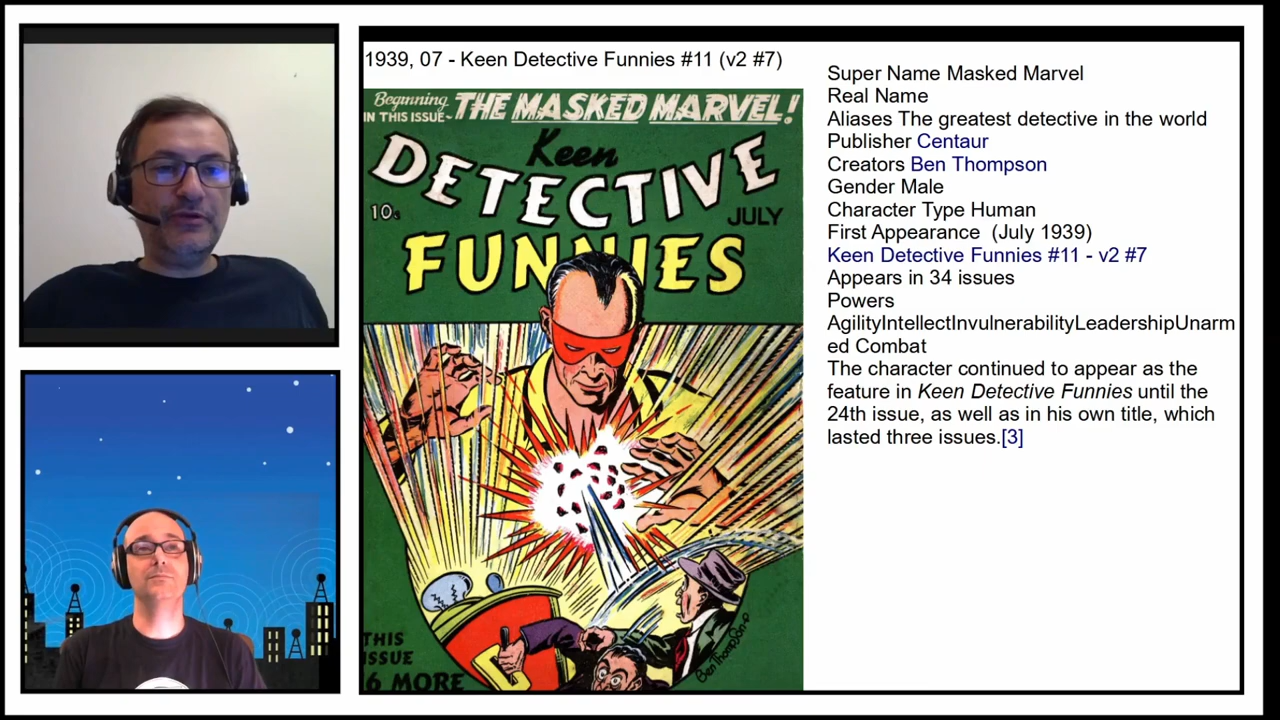 1939, 07 - Keen Detective Funnies #11 (v2 #7)
Beginning
IN THIS ISSUE~ THE MASKED MARVEL!
Keen
DETECTIVE
10¢
JULY
FUNNIES
THIS
ISSUE
6 MORE
Ben Thompson
Super Name Masked Marvel
Real Name
Aliases The greatest detective in the world
Publisher Centaur
Creators Ben Thompson
Gender Male
Character Type Human
First Appearance (July 1939)
Keen Detective Funnies #11 - v2 #7
Appears in 34 issues
Powers
AgilityIntellectInvulnerabilityLeadershipUnarm
ed Combat
The character continued to appear as the
feature in Keen Detective Funnies until the
24th issue, as well as in his own title, which
lasted three issues.[3]